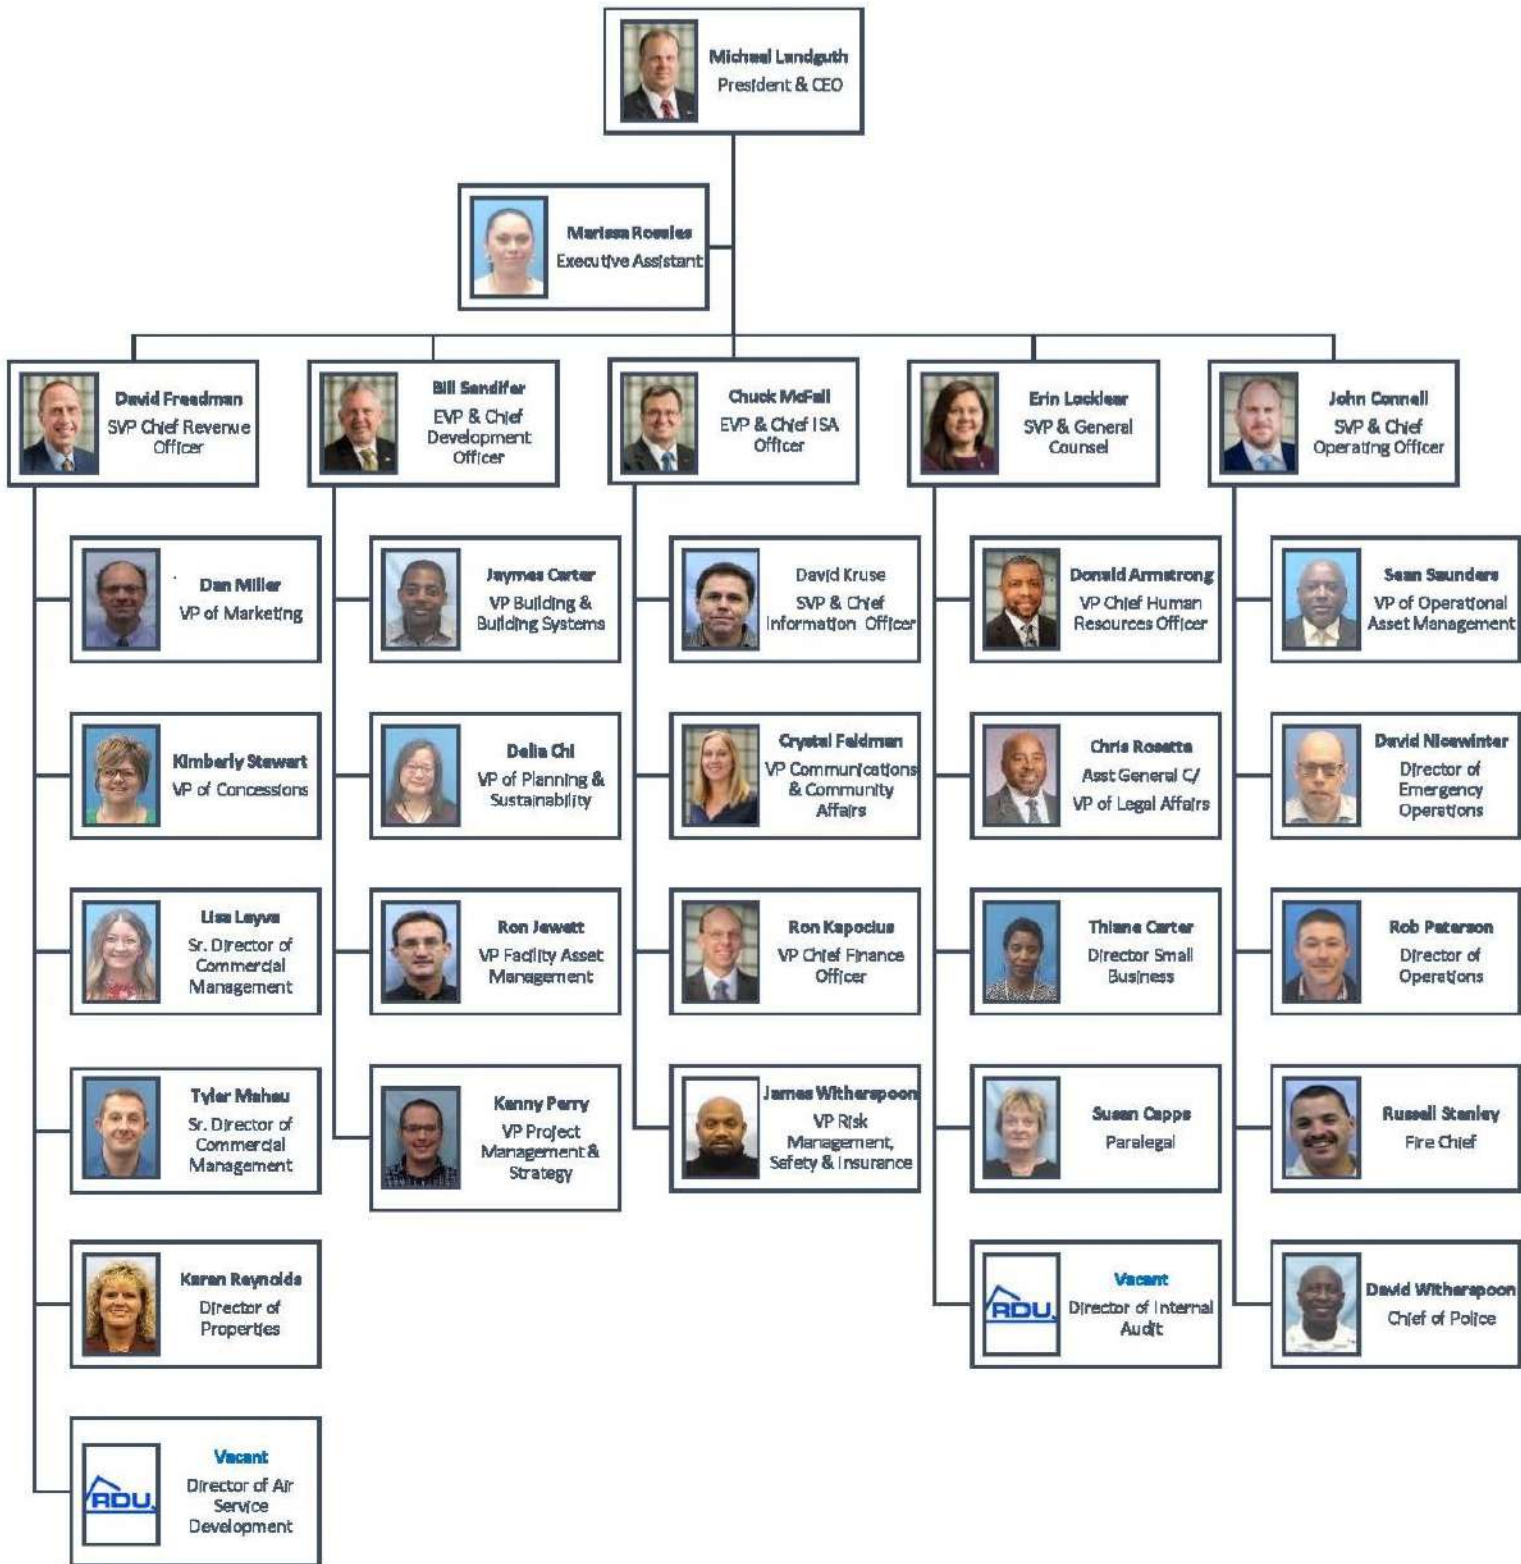 Michael Landguth
President & CEO
Marissa Rosales
Executive Assistant
David Freedman
SVP Chief Revenue
Officer
Bill Sandifer
EVP & Chief
Development
Officer
Chuck McFall
EVP & Chief ISA
Officer
Erin Locklear
SVP & General
Counsel
John Connell
SVP & Chief
Operating Officer
Dan Miller
VP of Marketing
Kimberly Stewart
VP of Concessions
Lisa Leyva
Sr. Director of
Commercial
Management
Tyler Maheu
Sr. Director of
Commercial
Management
Karen Reynolds
Director of
Properties
RDU
Vacant
Director of Air
Service
Development
Jaymes Carter
VP Building &
Building Systems
Delia Chi
VP of Planning &
Sustainability
Ron Jewett
VP Facility Asset
Management
Kenny Perry
VP Project
Management &
Strategy
David Kruse
SVP & Chief
Information Officer
Crystal Feldman
VP Communications
& Community
Affairs
Ron Kapocius
VP Chief Finance
Officer
James Witherspoon
VP Risk
Management,
Safety & Insurance
Donald Armstrong
VP Chief Human
Resources Officer
Chris Rosette
Asst General C/
VP of Legal Affairs
Thiane Carter
Director Small
Business
Susan Capps
Paralegal
RDU
Vacant
Director of Internal
Audit
Sean Saunders
VP of Operational
Asset Management
David Nicewinter
Director of
Emergency
Operations
Rob Peterson
Director of
Operations
Russell Stanley
Fire Chief
David Witherspoon
Chief of Police